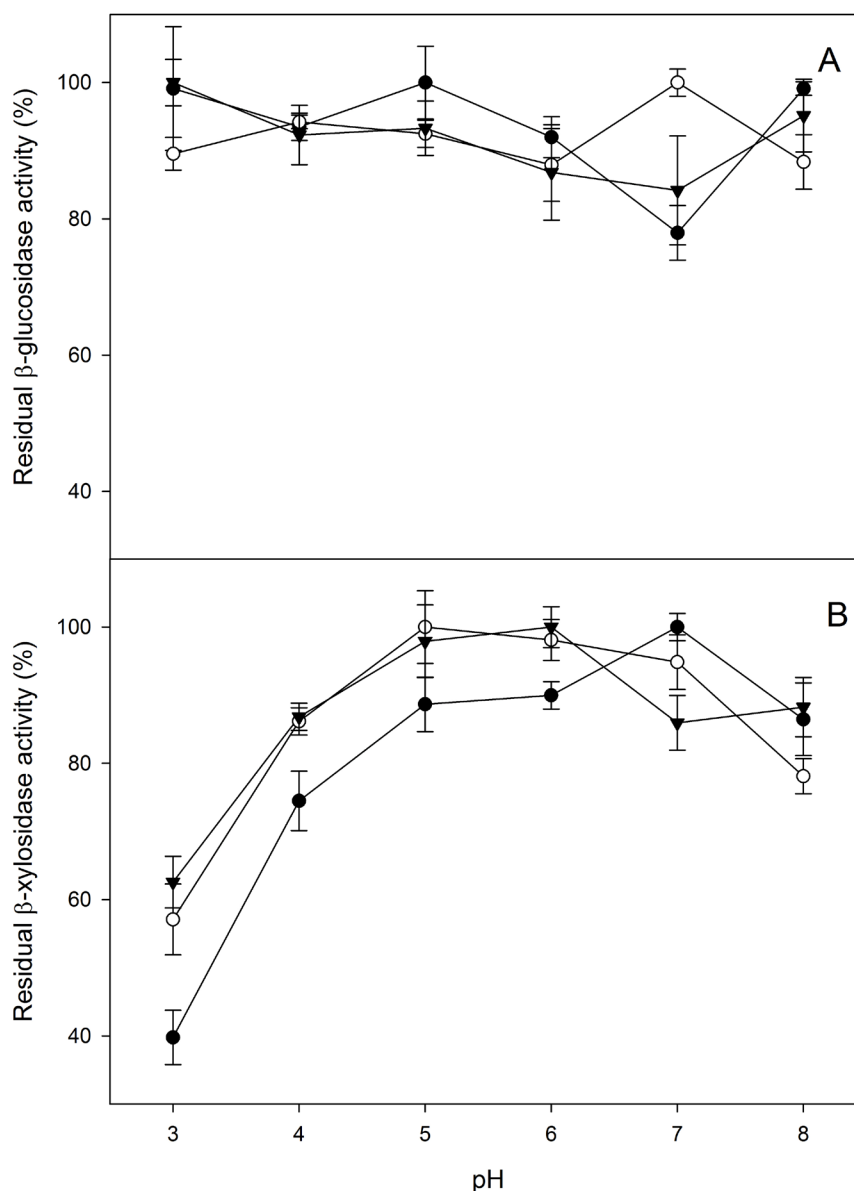 A
Residual β-glucosidase activity (%)
100
80
60
40
B
Residual β-xylosidase activity (%)
100
80
60
40
3 4 5 6 7 8
pH